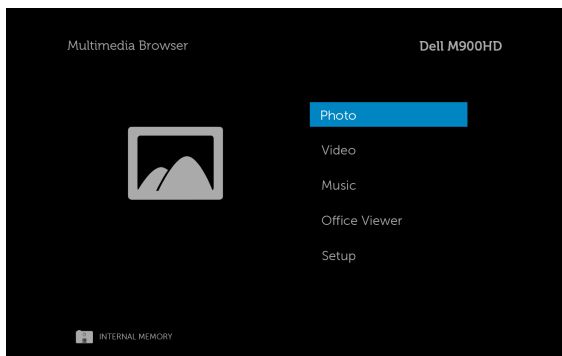 Multimedia Browser
Dell M900HD
Photo
Video
Music
Office Viewer
Setup
INTERNAL MEMORY